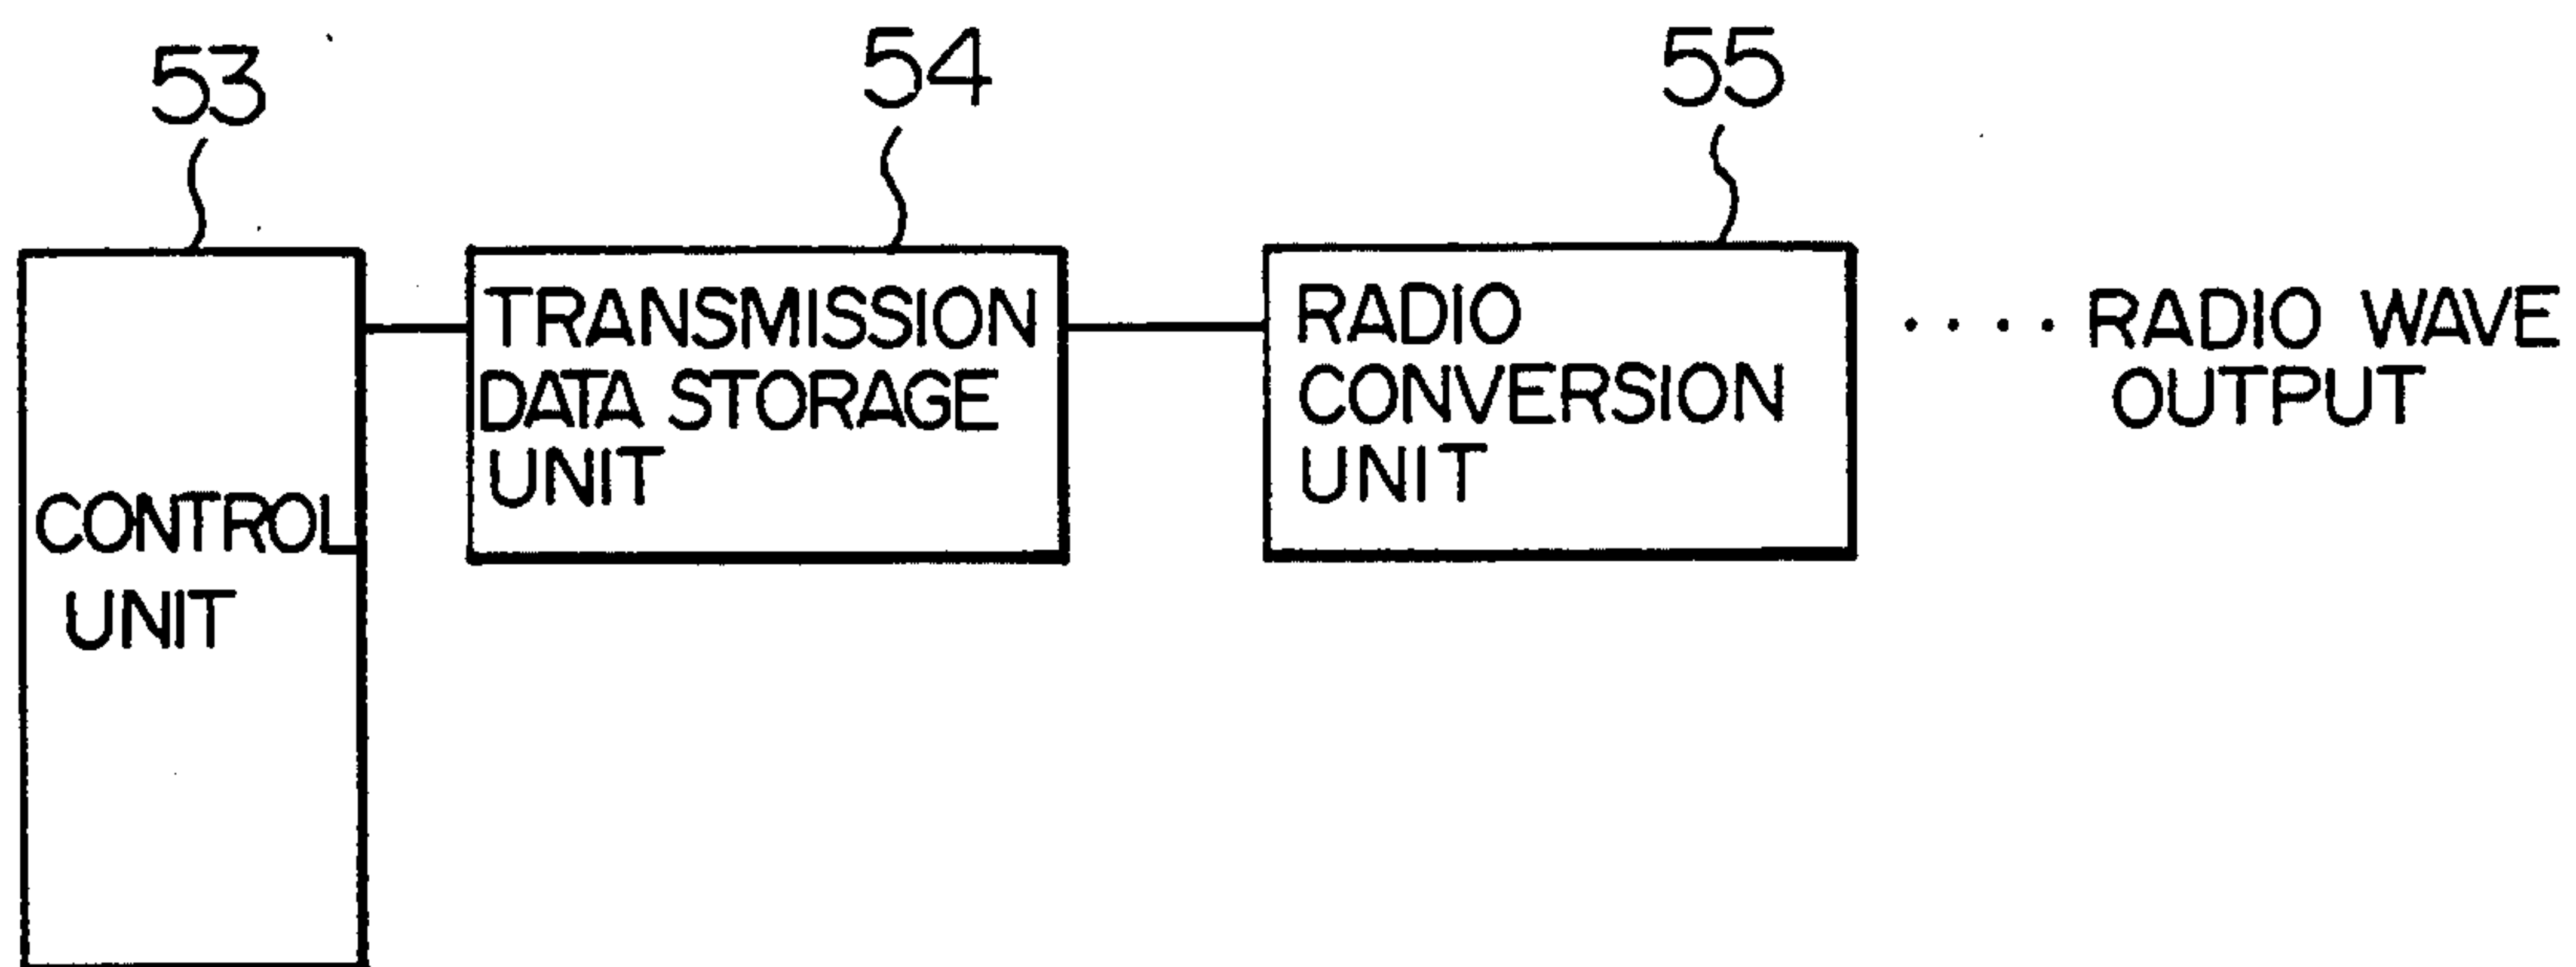 53
54
55
CONTROL
UNIT
TRANSMISSION
DATA STORAGE
UNIT
RADIO
CONVERSION
UNIT
RADIO WAVE
OUTPUT